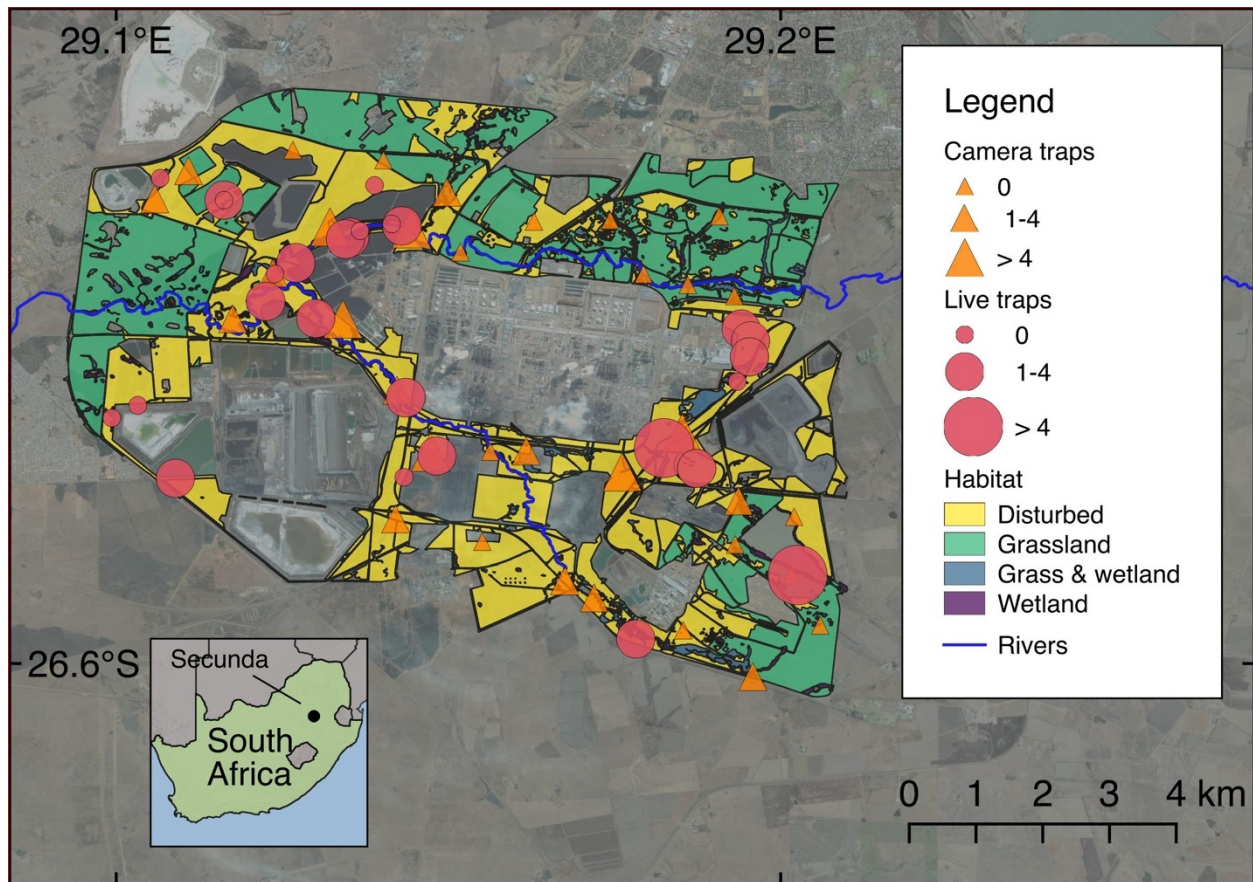 29.1°E
29.2°E
Legend
Camera traps
0
1-4
> 4
Live traps
0
1-4
> 4
Habitat
Disturbed
Grassland
Grass & wetland
Wetland
Rivers
26.6°S
Secunda
South
Africa
0 1 2 3 4 km